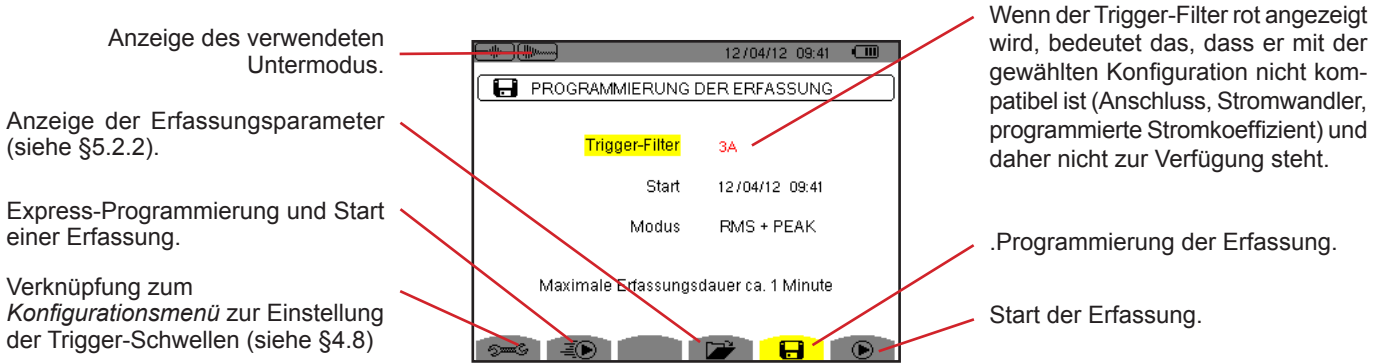 Anzeige des verwendeten
Untermodus.
Anzeige der Erfassungsparameter
(siehe §5.2.2).
Express-Programmierung und Start
einer Erfassung.
Verknüpfung zum
Konfigurationsmenü zur Einstellung
der Trigger-Schwellen (siehe §4.8)
12/04/12 09:41
PROGRAMMIERUNG DER ERFASSUNG
Trigger-Filter 3A
Start 12/04/12 09:41
Modus RMS + PEAK
Maximale Erfassungsdauer ca. 1 Minute
Wenn der Trigger-Filter rot angezeigt
wird, bedeutet das, dass er mit der
gewählten Konfiguration nicht kom-
patibel ist (Anschluss, Stromwandler,
programmierte Stromkoeffizient) und
daher nicht zur Verfügung steht.
.Programmierung der Erfassung.
Start der Erfassung.